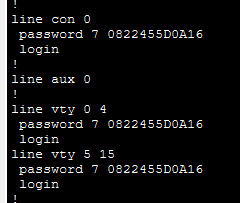 !
line con 0
 password 7 0822455D0A16
 login
!
line aux 0
!
line vty 0 4
 password 7 0822455D0A16
 login
line vty 5 15
 password 7 0822455D0A16
 login
!